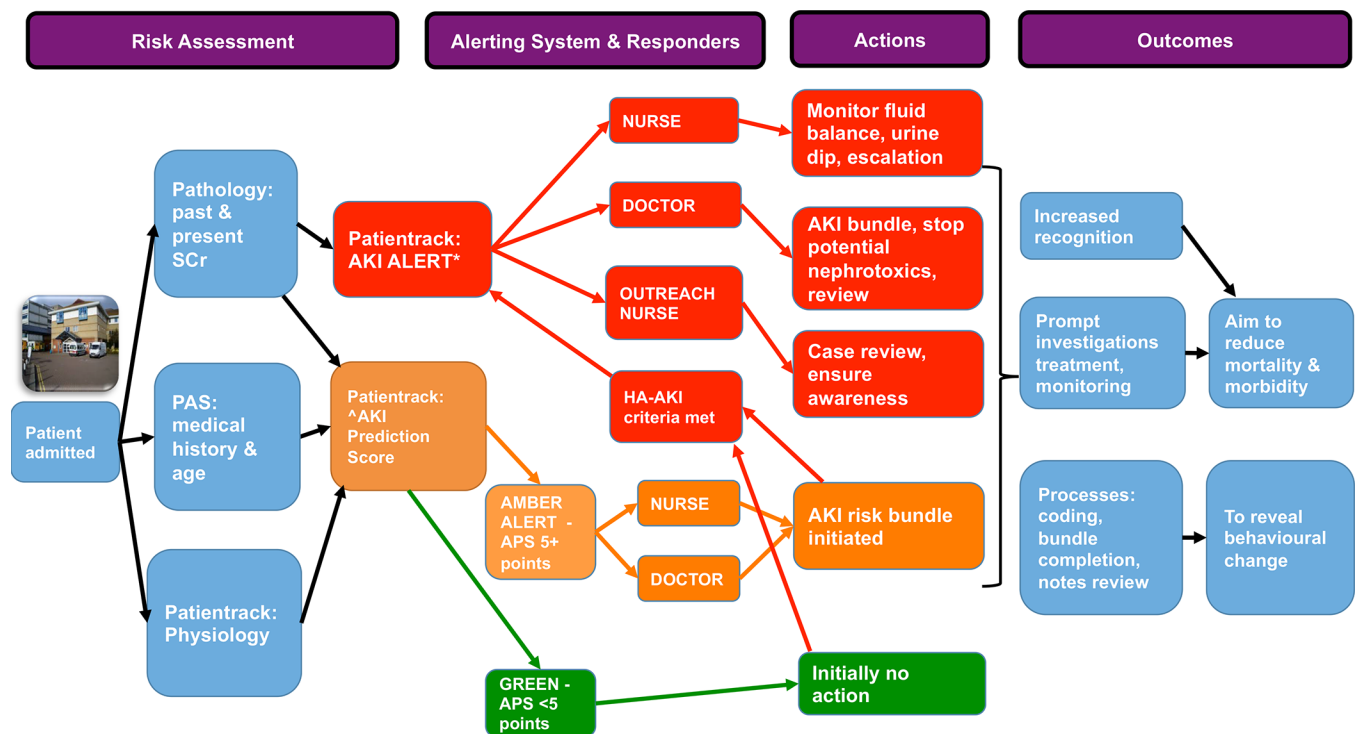 Risk Assessment
Alerting System & Responders
Actions
Outcomes
Patient
admitted
Pathology:
past &
present
SCr
PAS:
medical
history &
age
Patientrack:
Physiology
Patientrack:
AKI ALERT*
Patientrack:
^AKI
Prediction
Score
NURSE
DOCTOR
OUTREACH
NURSE
HA-AKI
criteria met
AMBER
ALERT  -
APS 5+
points
NURSE
DOCTOR
GREEN -
APS <5
points
Monitor fluid
balance, urine
dip, escalation
AKI bundle, stop
potential
nephrotoxics,
review
Case review,
ensure
awareness
AKI risk bundle
initiated
Initially no
action
Increased
recognition
Prompt
investigations
treatment,
monitoring
Aim to
reduce
mortality &
morbidity
Processes:
coding,
bundle
completion,
notes review
To reveal
behavioural
change